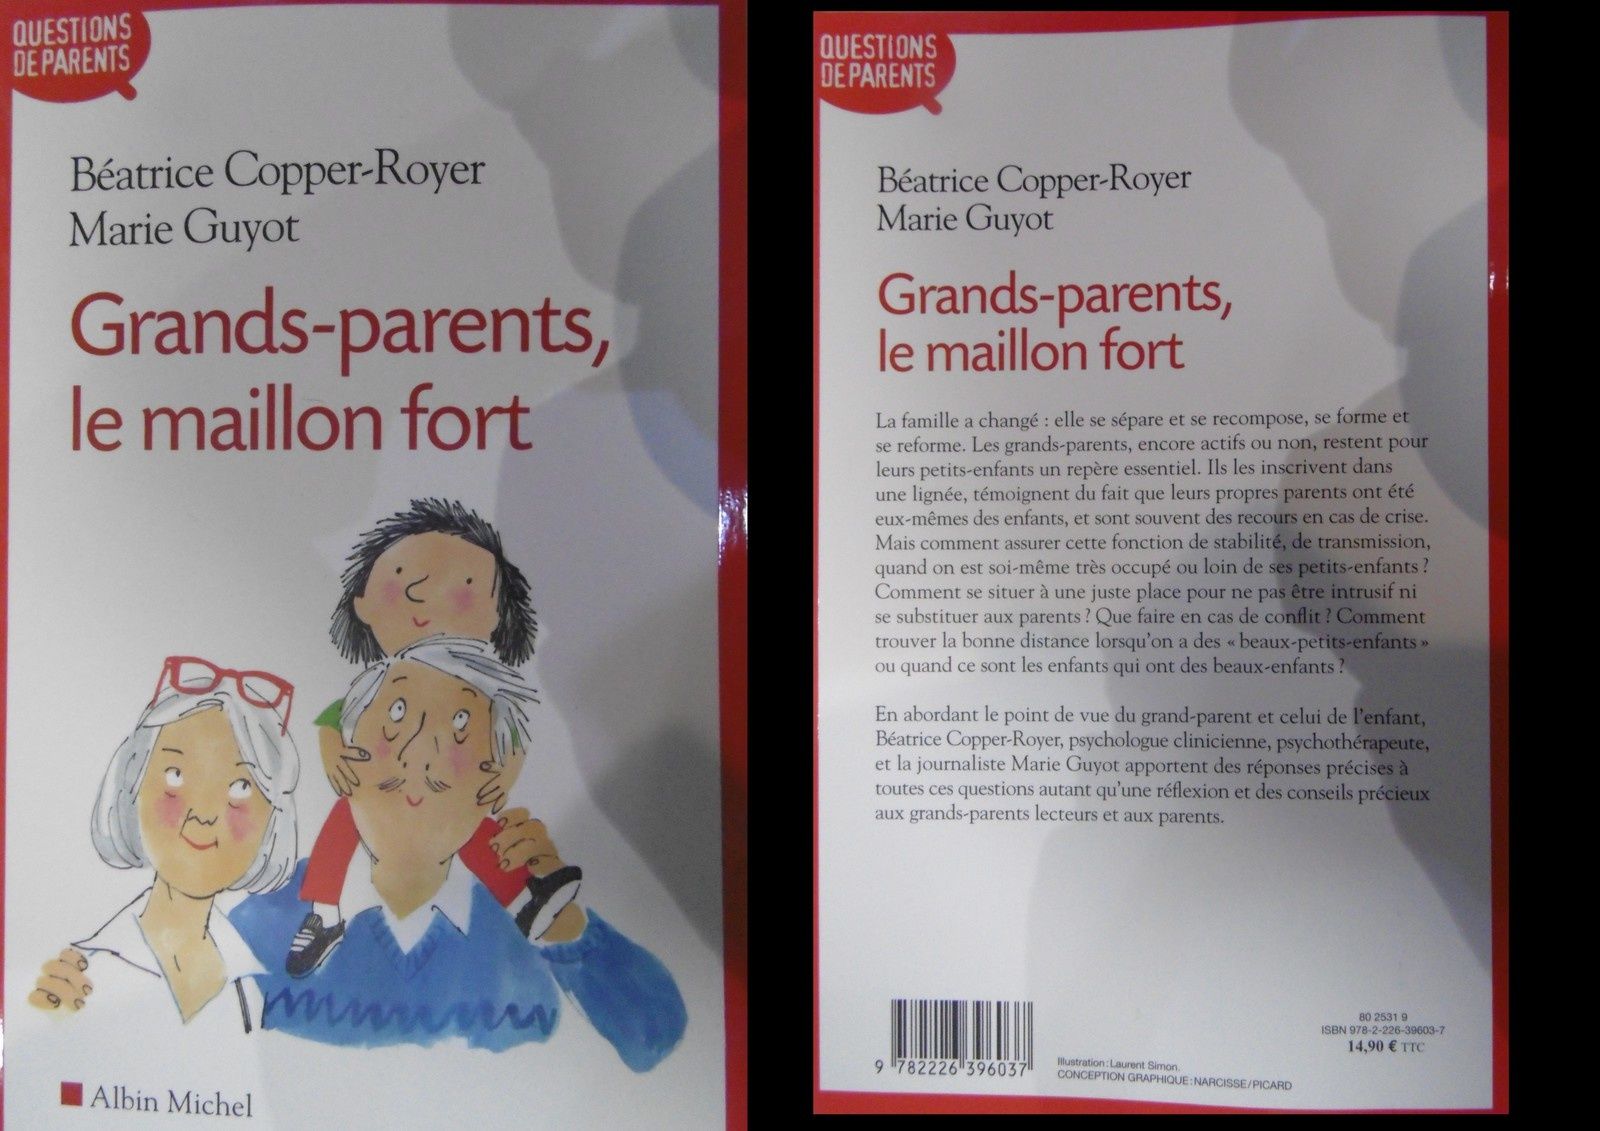 QUESTIONS
DE PARENTS
Béatrice Copper-Royer
Marie Guyot
Grands-parents,
le maillon fort
Albin Michel
QUESTIONS
DE PARENTS
Béatrice Copper-Royer
Marie Guyot
Grands-parents,
le maillon fort
La famille a changé : elle se sépare et se recompose, se forme et
se reforme. Les grands-parents, encore actifs ou non, restent pour
leurs petits-enfants un repère essentiel. Ils les inscrivent dans
une lignée, témoignent du fait que leurs propres parents ont été
eux-mêmes des enfants, et sont souvent des recours en cas de crise.
Mais comment assurer cette fonction de stabilité, de transmission,
quand on est soi-même très occupé ou loin de ses petits-enfants ?
Comment se situer à une juste place pour ne pas être intrusif ni
se substituer aux parents ? Que faire en cas de conflit ? Comment
trouver la bonne distance lorsqu'on a des « beaux-petits-enfants »
ou quand ce sont les enfants qui ont des beaux-enfants ?
En abordant le point de vue du grand-parent et celui de l'enfant,
Béatrice Copper-Royer, psychologue clinicienne, psychothérapeute,
et la journaliste Marie Guyot apportent des réponses précises à
toutes ces questions autant qu'une réflexion et des conseils précieux
aux grands-parents lecteurs et aux parents.
9 782226 396037
Illustration : Laurent Simon.
CONCEPTION GRAPHIQUE : NARCISSE/PICARD
80 2531 9
ISBN 978-2-226-39603-7
14,90 € TTC